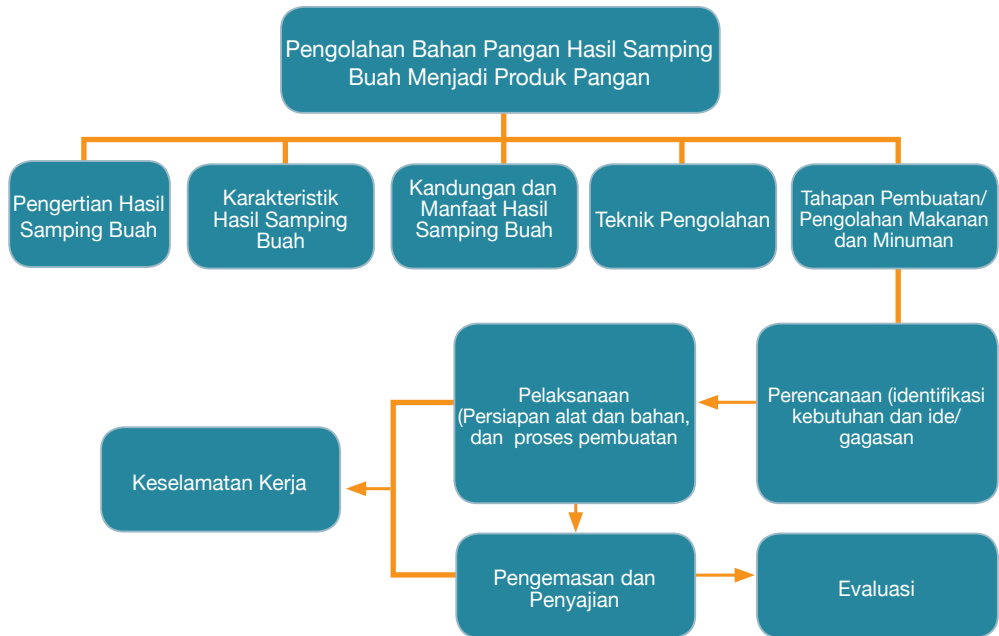 Pengolahan Bahan Pangan Hasil Samping
Buah Menjadi Produk Pangan
Pengertian Hasil
Samping Buah
Karakteristik
Hasil Samping
Buah
Kandungan dan
Manfaat Hasil
Samping Buah
Teknik Pengolahan
Tahapan Pembuatan/
Pengolahan Makanan
dan Minuman
Perencanaan (identifikasi
kebutuhan dan ide/
gagasan
Pelaksanaan
(Persiapan alat dan bahan,
dan proses pembuatan
Keselamatan Kerja
Pengemasan dan
Penyajian
Evaluasi